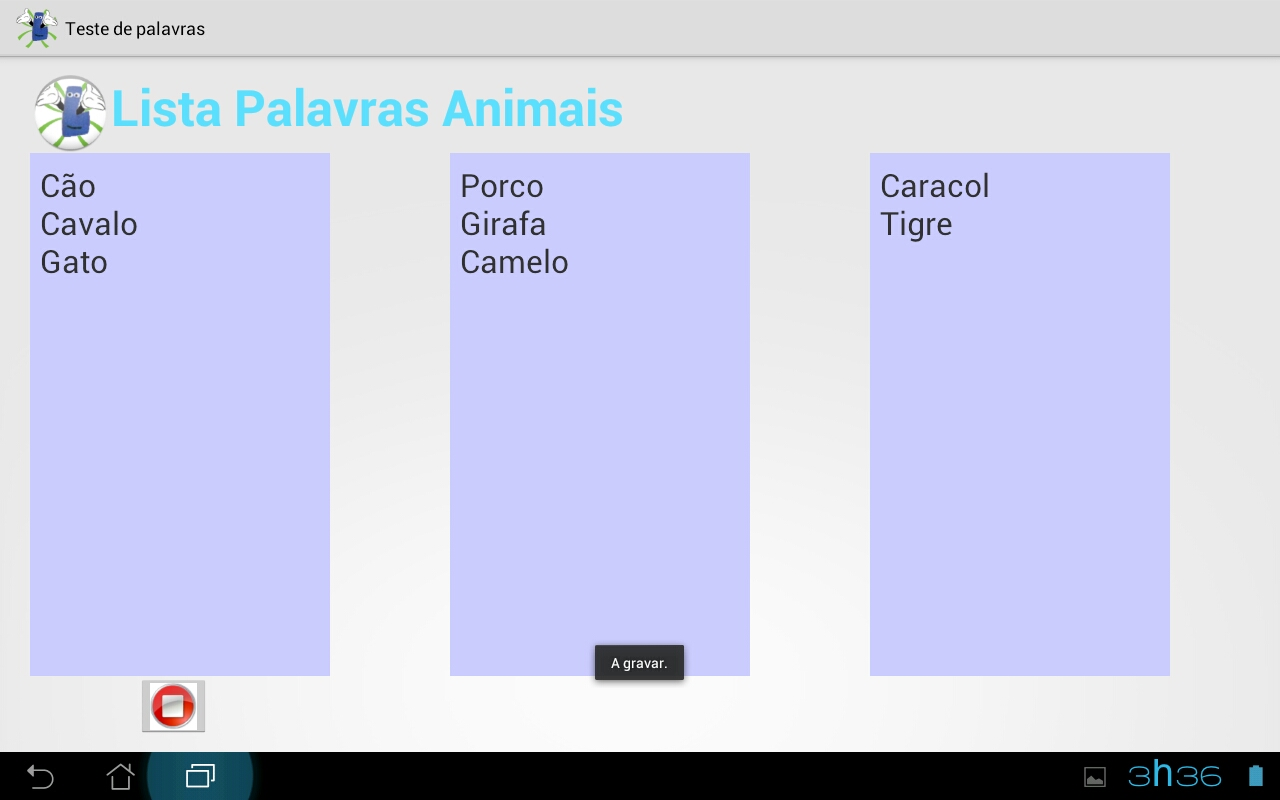 Teste de palavras
Lista Palavras Animais
Cão
Cavalo
Gato
Porco
Girafa
Camelo
Caracol
Tigre
A gravar.
3h36